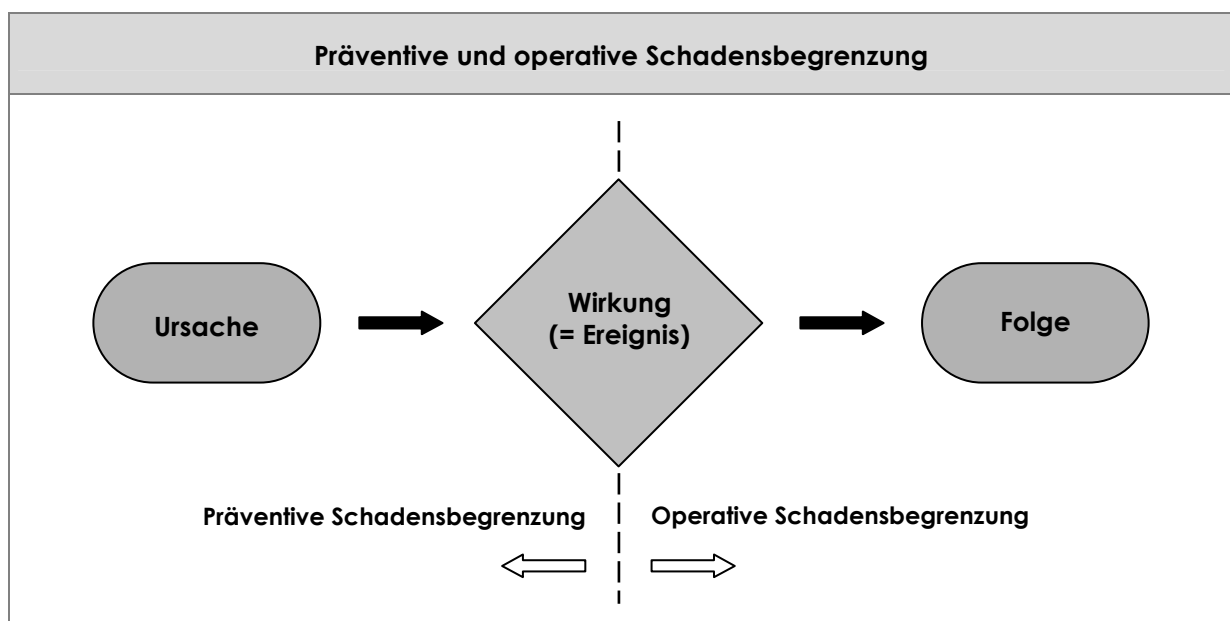 Präventive und operative Schadensbegrenzung
Ursache
Wirkung
(= Ereignis)
Folge
Präventive Schadensbegrenzung
Operative Schadensbegrenzung